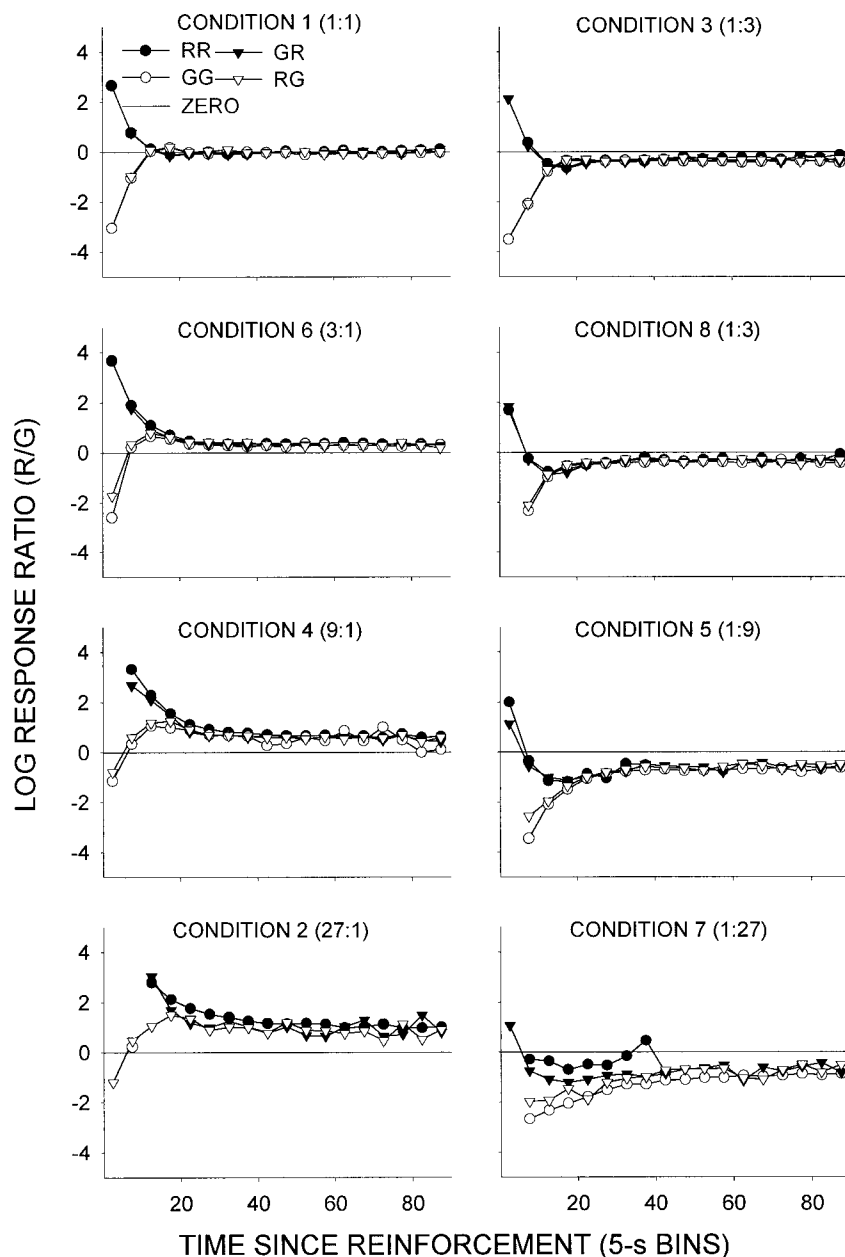 CONDITION 1 (1:1)
RR
GR
GG
RG
ZERO
4
2
0
-2
-4
CONDITION 3 (1:3)
CONDITION 6 (3:1)
4
2
0
-2
-4
CONDITION 8 (1:3)
CONDITION 4 (9:1)
4
2
0
-2
-4
CONDITION 5 (1:9)
CONDITION 2 (27:1)
4
2
0
-2
-4
20 40 60 80
CONDITION 7 (1:27)
20 40 60 80
LOG RESPONSE RATIO (R/G)
TIME SINCE REINFORCEMENT (5-s BINS)